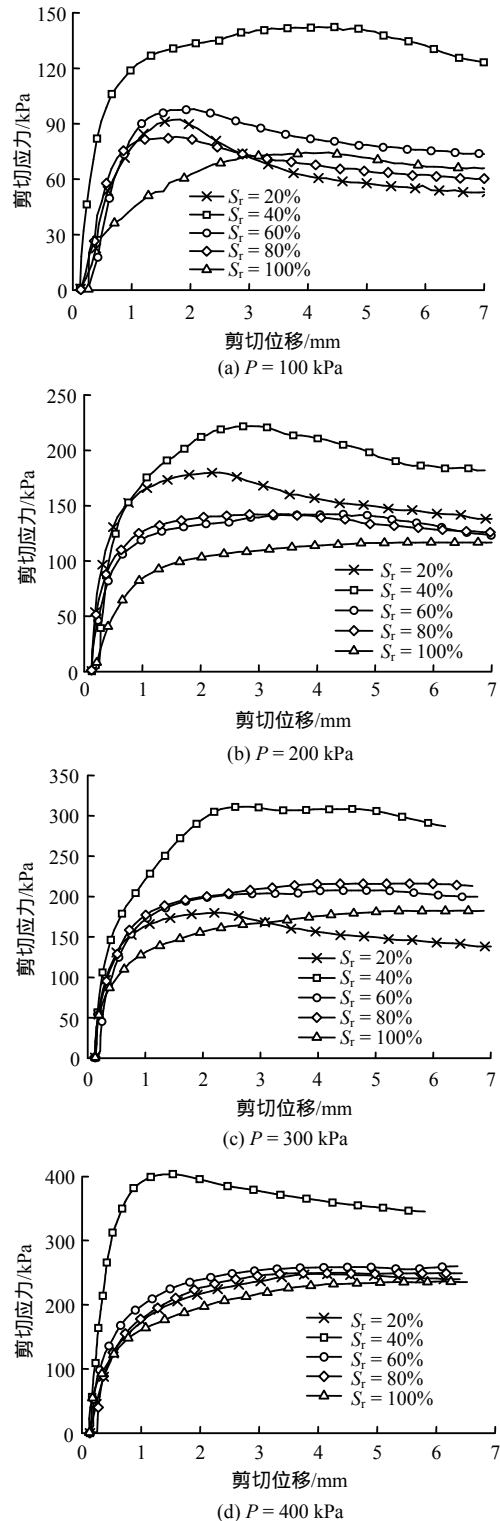 150
120
90
60
30
0
剪切应力/kPa
Sr = 20%
Sr = 40%
Sr = 60%
Sr = 80%
Sr = 100%
0 1 2 3 4 5 6 7
剪切位移/mm
(a) P = 100 kPa
250
200
150
100
50
0
剪切应力/kPa
Sr = 20%
Sr = 40%
Sr = 60%
Sr = 80%
Sr = 100%
0 1 2 3 4 5 6 7
剪切位移/mm
(b) P = 200 kPa
350
300
250
200
150
100
50
0
剪切应力/kPa
Sr = 20%
Sr = 40%
Sr = 60%
Sr = 80%
Sr = 100%
0 1 2 3 4 5 6 7
剪切位移/mm
(c) P = 300 kPa
400
300
200
100
0
剪切应力/kPa
Sr = 20%
Sr = 40%
Sr = 60%
Sr = 80%
Sr = 100%
0 1 2 3 4 5 6 7
剪切位移/mm
(d) P = 400 kPa